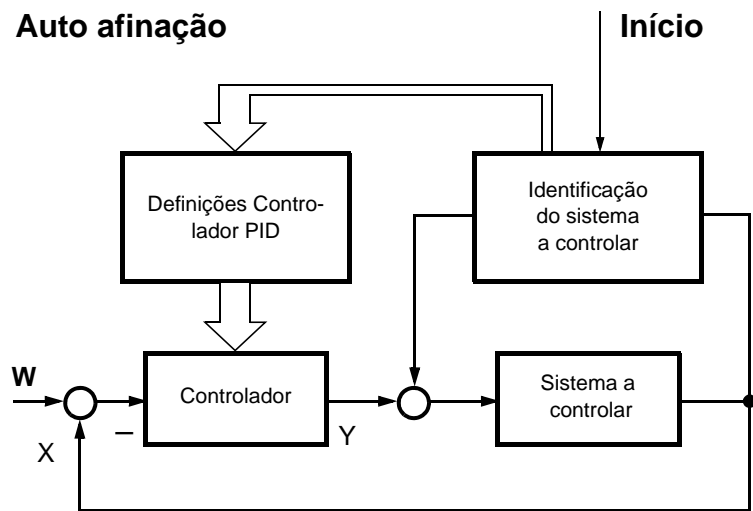 Auto afinação
Início
Definições Contro-
lador PID
Identificação
do sistema
a controlar
W
Controlador
Sistema a
controlar
X
–
Y